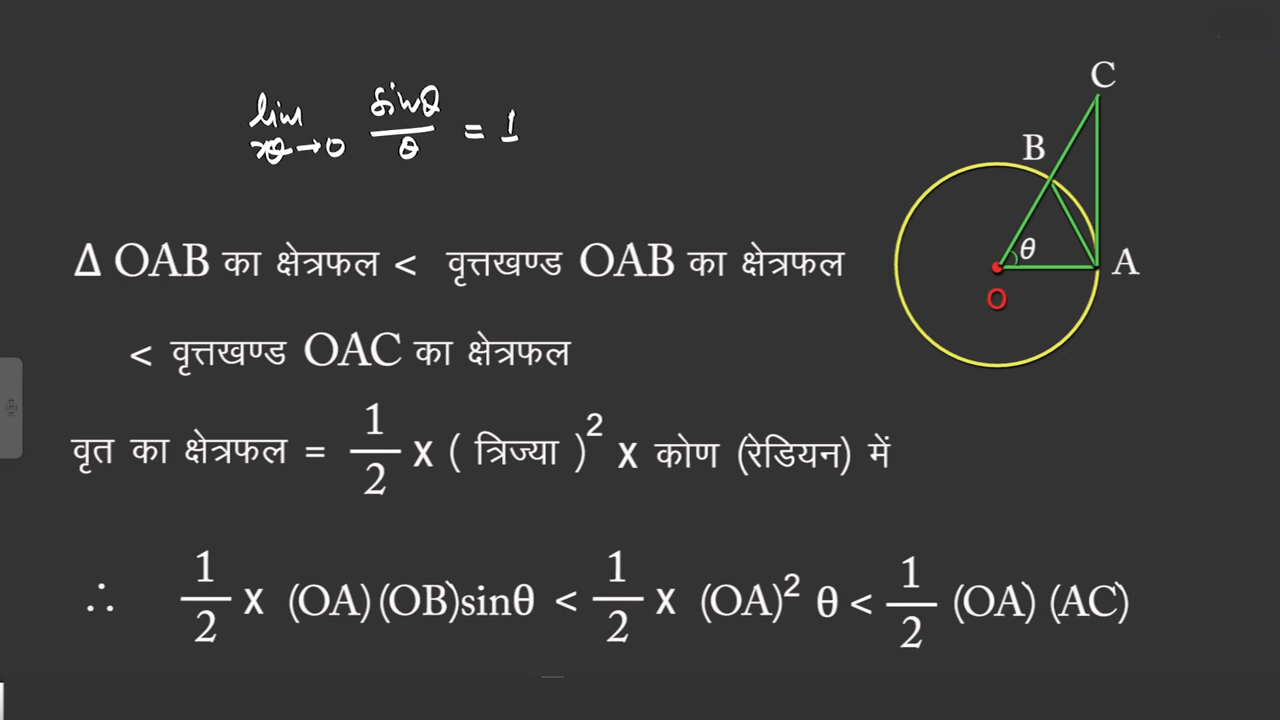 lim θ→0 sinθ/θ = 1
C
B
θ
A
O
Δ OAB का क्षेत्रफल < वृत्तखण्ड OAB का क्षेत्रफल
< वृत्तखण्ड OAC का क्षेत्रफल
वृत का क्षेत्रफल = 1/2 x ( त्रिज्या )² x कोण (रेडियन) में
∴ 1/2 x (OA) (OB)sinθ < 1/2 x (OA)² θ < 1/2 (OA) (AC)